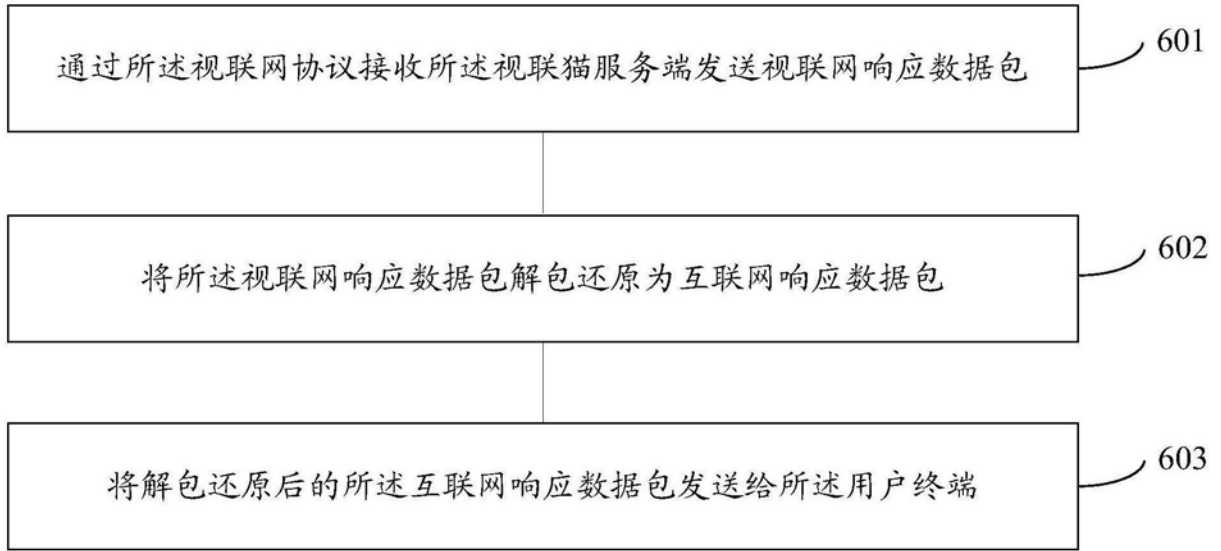 通过所述视联网协议接收所述视联猫服务端发送视联网响应数据包
601
将所述视联网响应数据包解包还原为互联网响应数据包
602
将解包还原后的所述互联网响应数据包发送给所述用户终端
603